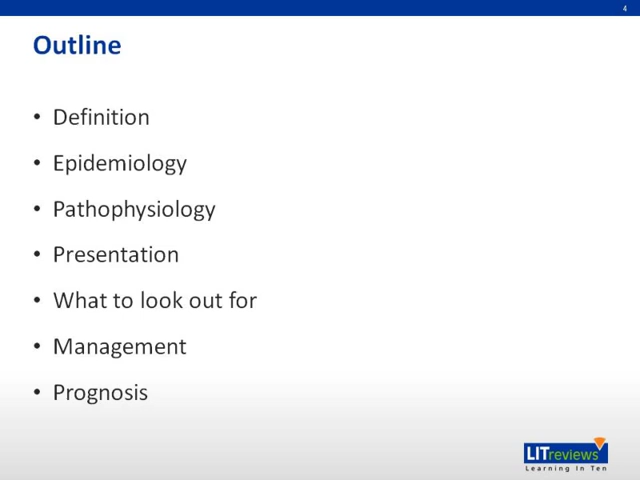 4
Outline
• Definition
• Epidemiology
• Pathophysiology
• Presentation
• What to look out for
• Management
• Prognosis
LITreviews
Learning In Ten